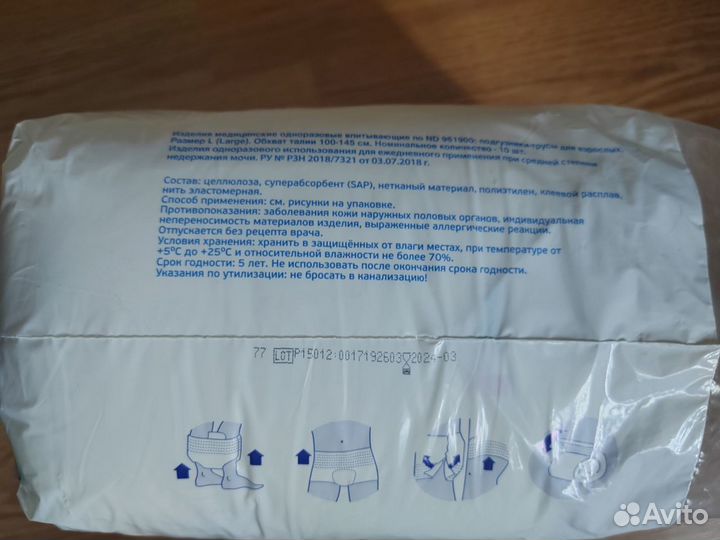 Изделия медицинские одноразовые впитывающие по ND 961900: подгузники-трусы для взрослых.
Размер L (Large). Обхват талии 100-145 см. Номинальное количество - 10 шт.
Изделия одноразового использования для ежедневного применения при средней степени
недержания мочи. РУ № РЗН 2018/7321 от 03.07.2018 г.
Состав: целлюлоза, суперабсорбент (SAP), нетканый материал, полиэтилен, клеевой расплав,
нить эластомерная.
Способ применения: см. рисунки на упаковке.
Противопоказания: заболевания кожи наружных половых органов, индивидуальная
непереносимость материалов изделия, выраженные аллергические реакции.
Отпускается без рецепта врача.
Условия хранения: хранить в защищённых от влаги местах, при температуре от
+5°С до +25°С и относительной влажности не более 70%.
Срок годности: 5 лет. Не использовать после окончания срока годности.
Указания по утилизации: не бросать в канализацию!
77 LOT P15012:0017192603 2024-03
Avito